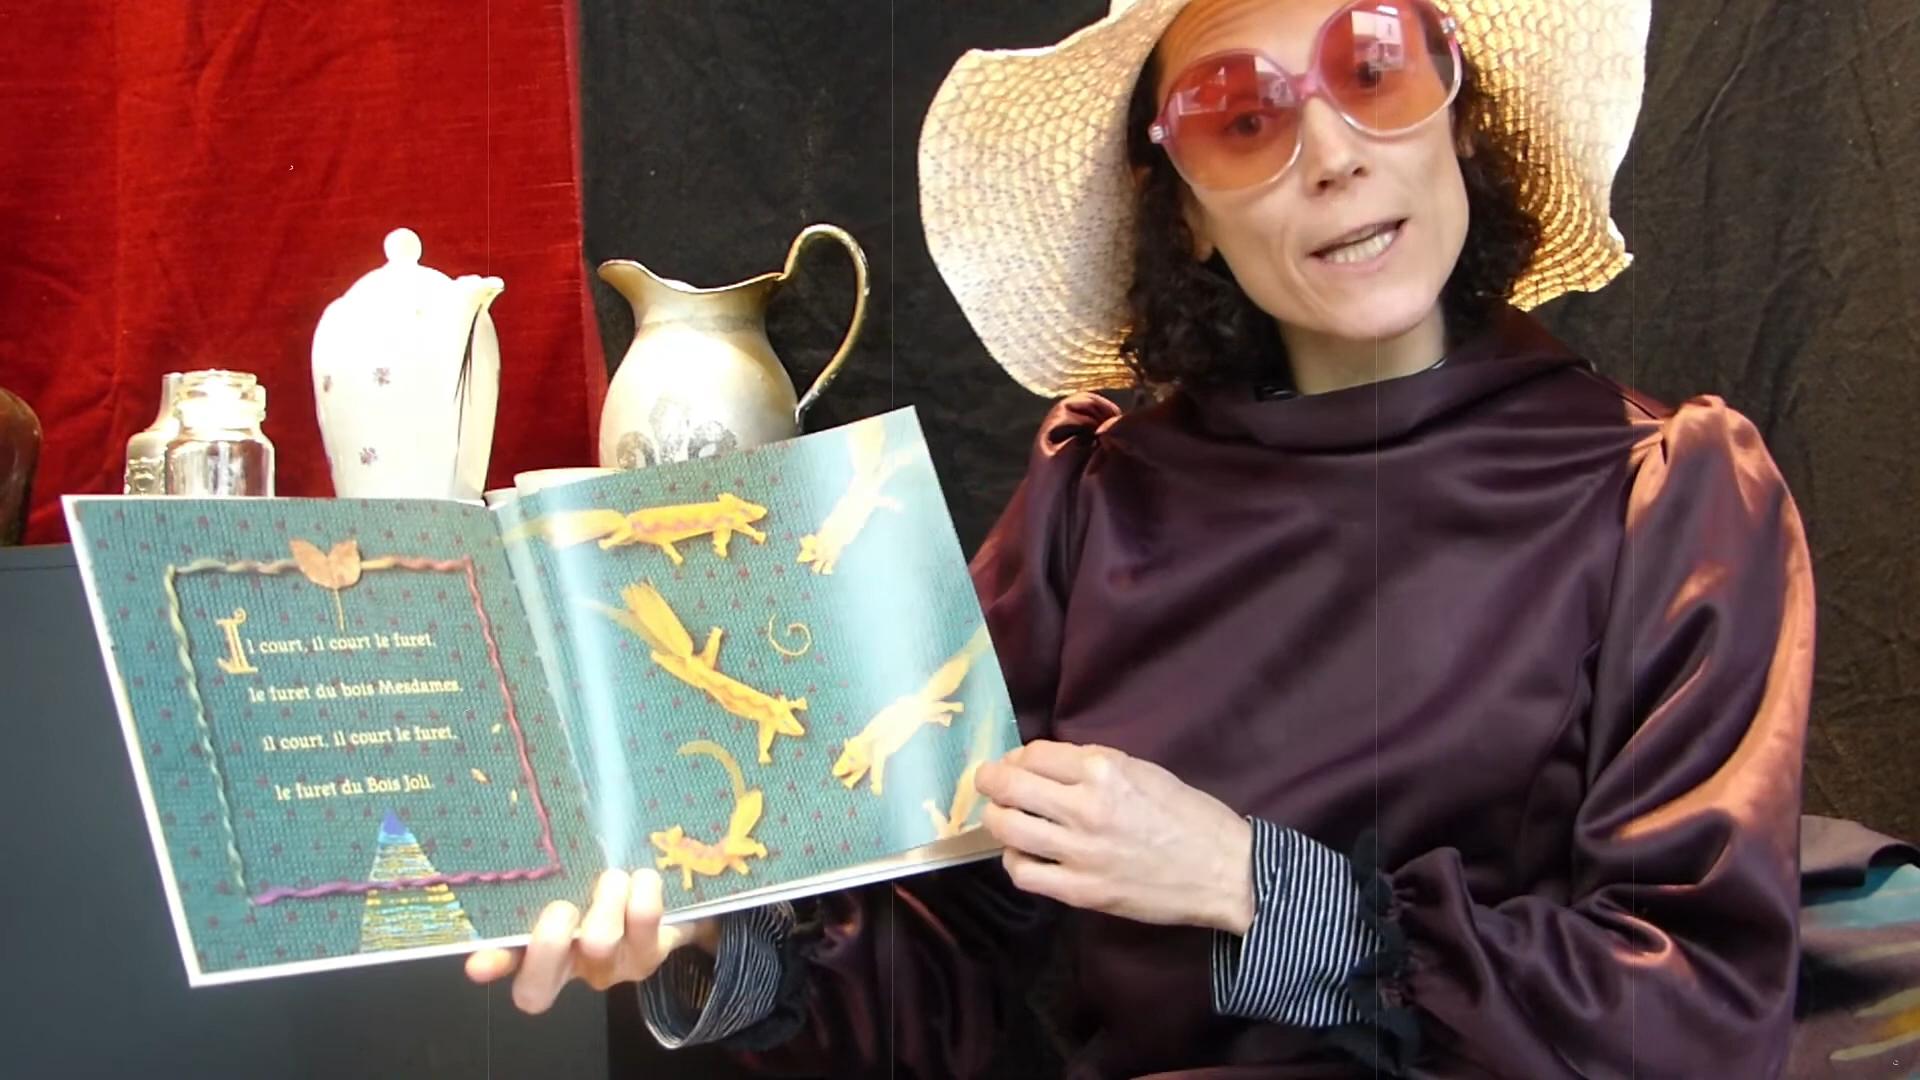 Il court, il court le furet,
le furet du bois Mesdames,
il court, il court le furet,
le furet du Bois Joli.